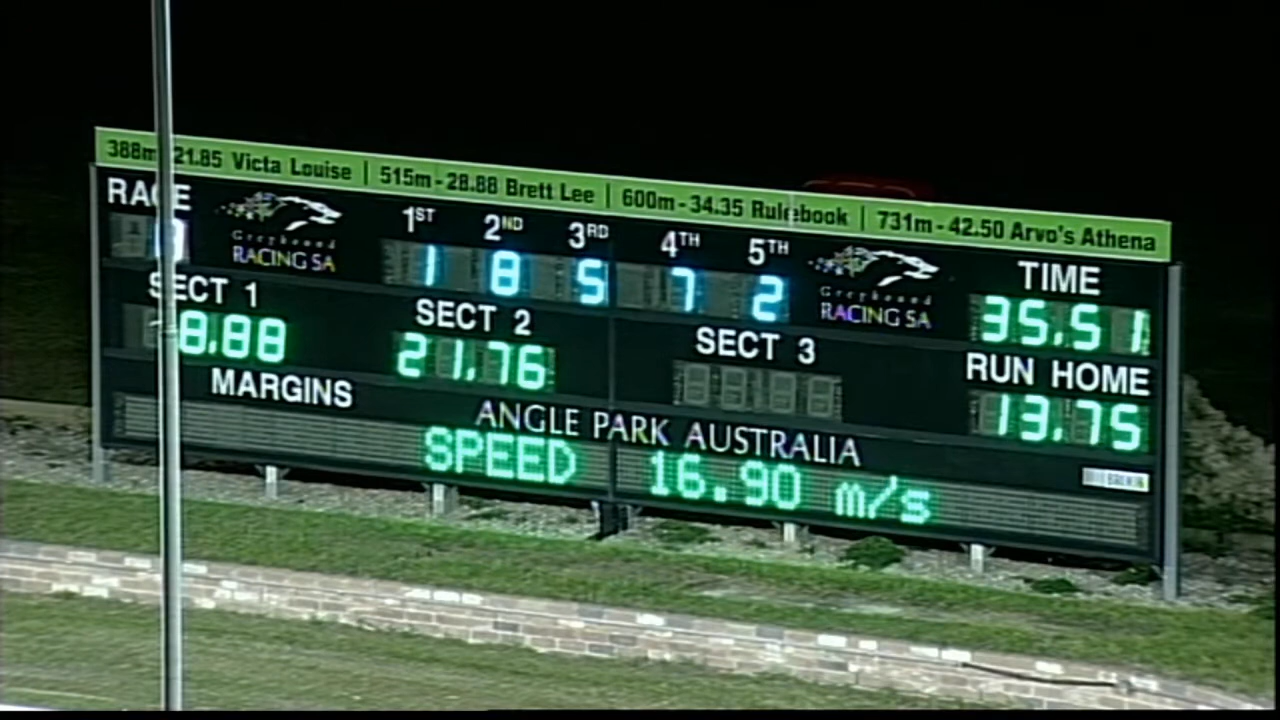 388m 21.85 Victa Louise | 515m - 28.88 Brett Lee | 600m - 34.35 Rulebook | 731m - 42.50 Arvo's Athena
RACE
Greyhound
RACING SA
1ST 2ND 3RD 4TH 5TH
1 8 5 7 2
Greyhound
RACING SA
TIME
35.51
SECT 1
8.88
SECT 2
21.76
SECT 3
RUN HOME
13.75
MARGINS
ANGLE PARK AUSTRALIA
SPEED 16.90 m/s